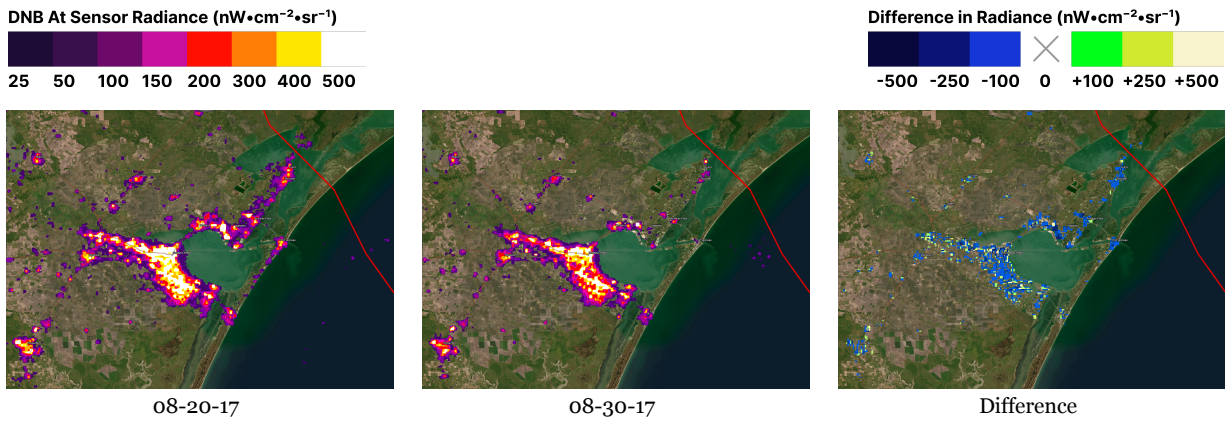 DNB At Sensor Radiance (nW•cm⁻²•sr⁻¹)
25 50 100 150 200 300 400 500
Difference in Radiance (nW•cm⁻²•sr⁻¹)
-500 -250 -100 0 +100 +250 +500
08-20-17
08-30-17
Difference